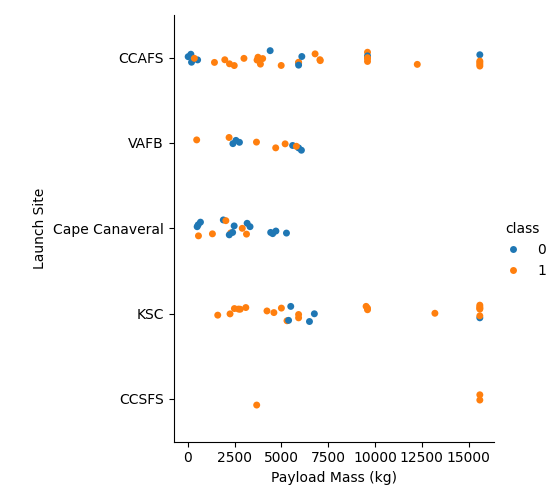 CCAFS
VAFB
Cape Canaveral
KSC
CCSFS
Launch Site
0 2500 5000 7500 10000 12500 15000
Payload Mass (kg)
class
0
1